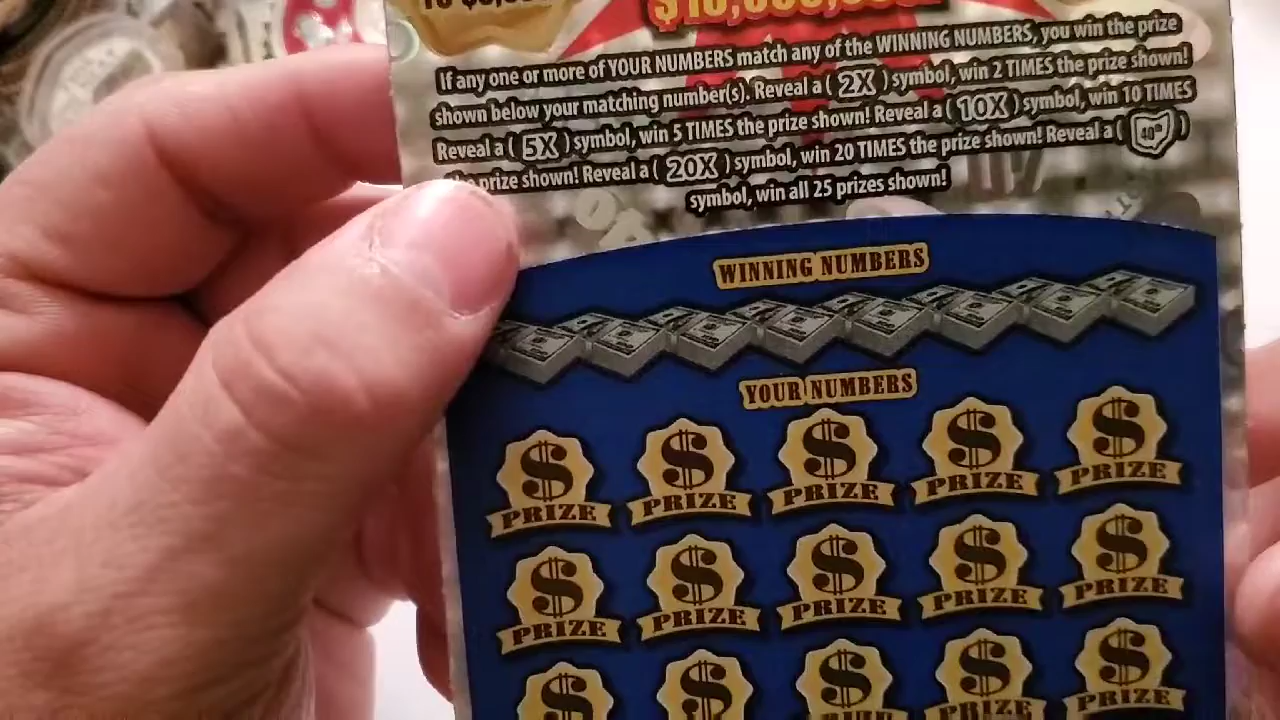 If any one or more of YOUR NUMBERS match any of the WINNING NUMBERS, you win the prize
shown below your matching number(s). Reveal a ( 2X ) symbol, win 2 TIMES the prize shown!
Reveal a ( 5X ) symbol, win 5 TIMES the prize shown! Reveal a ( 10X ) symbol, win 10 TIMES
prize shown! Reveal a ( 20X ) symbol, win 20 TIMES the prize shown! Reveal a ( )
symbol, win all 25 prizes shown!
WINNING NUMBERS
YOUR NUMBERS
$ $ $ $ $
PRIZE PRIZE PRIZE PRIZE PRIZE
$ $ $ $ $
PRIZE PRIZE PRIZE PRIZE PRIZE
$ $ $ $ $
PRIZE PRIZE PRIZE